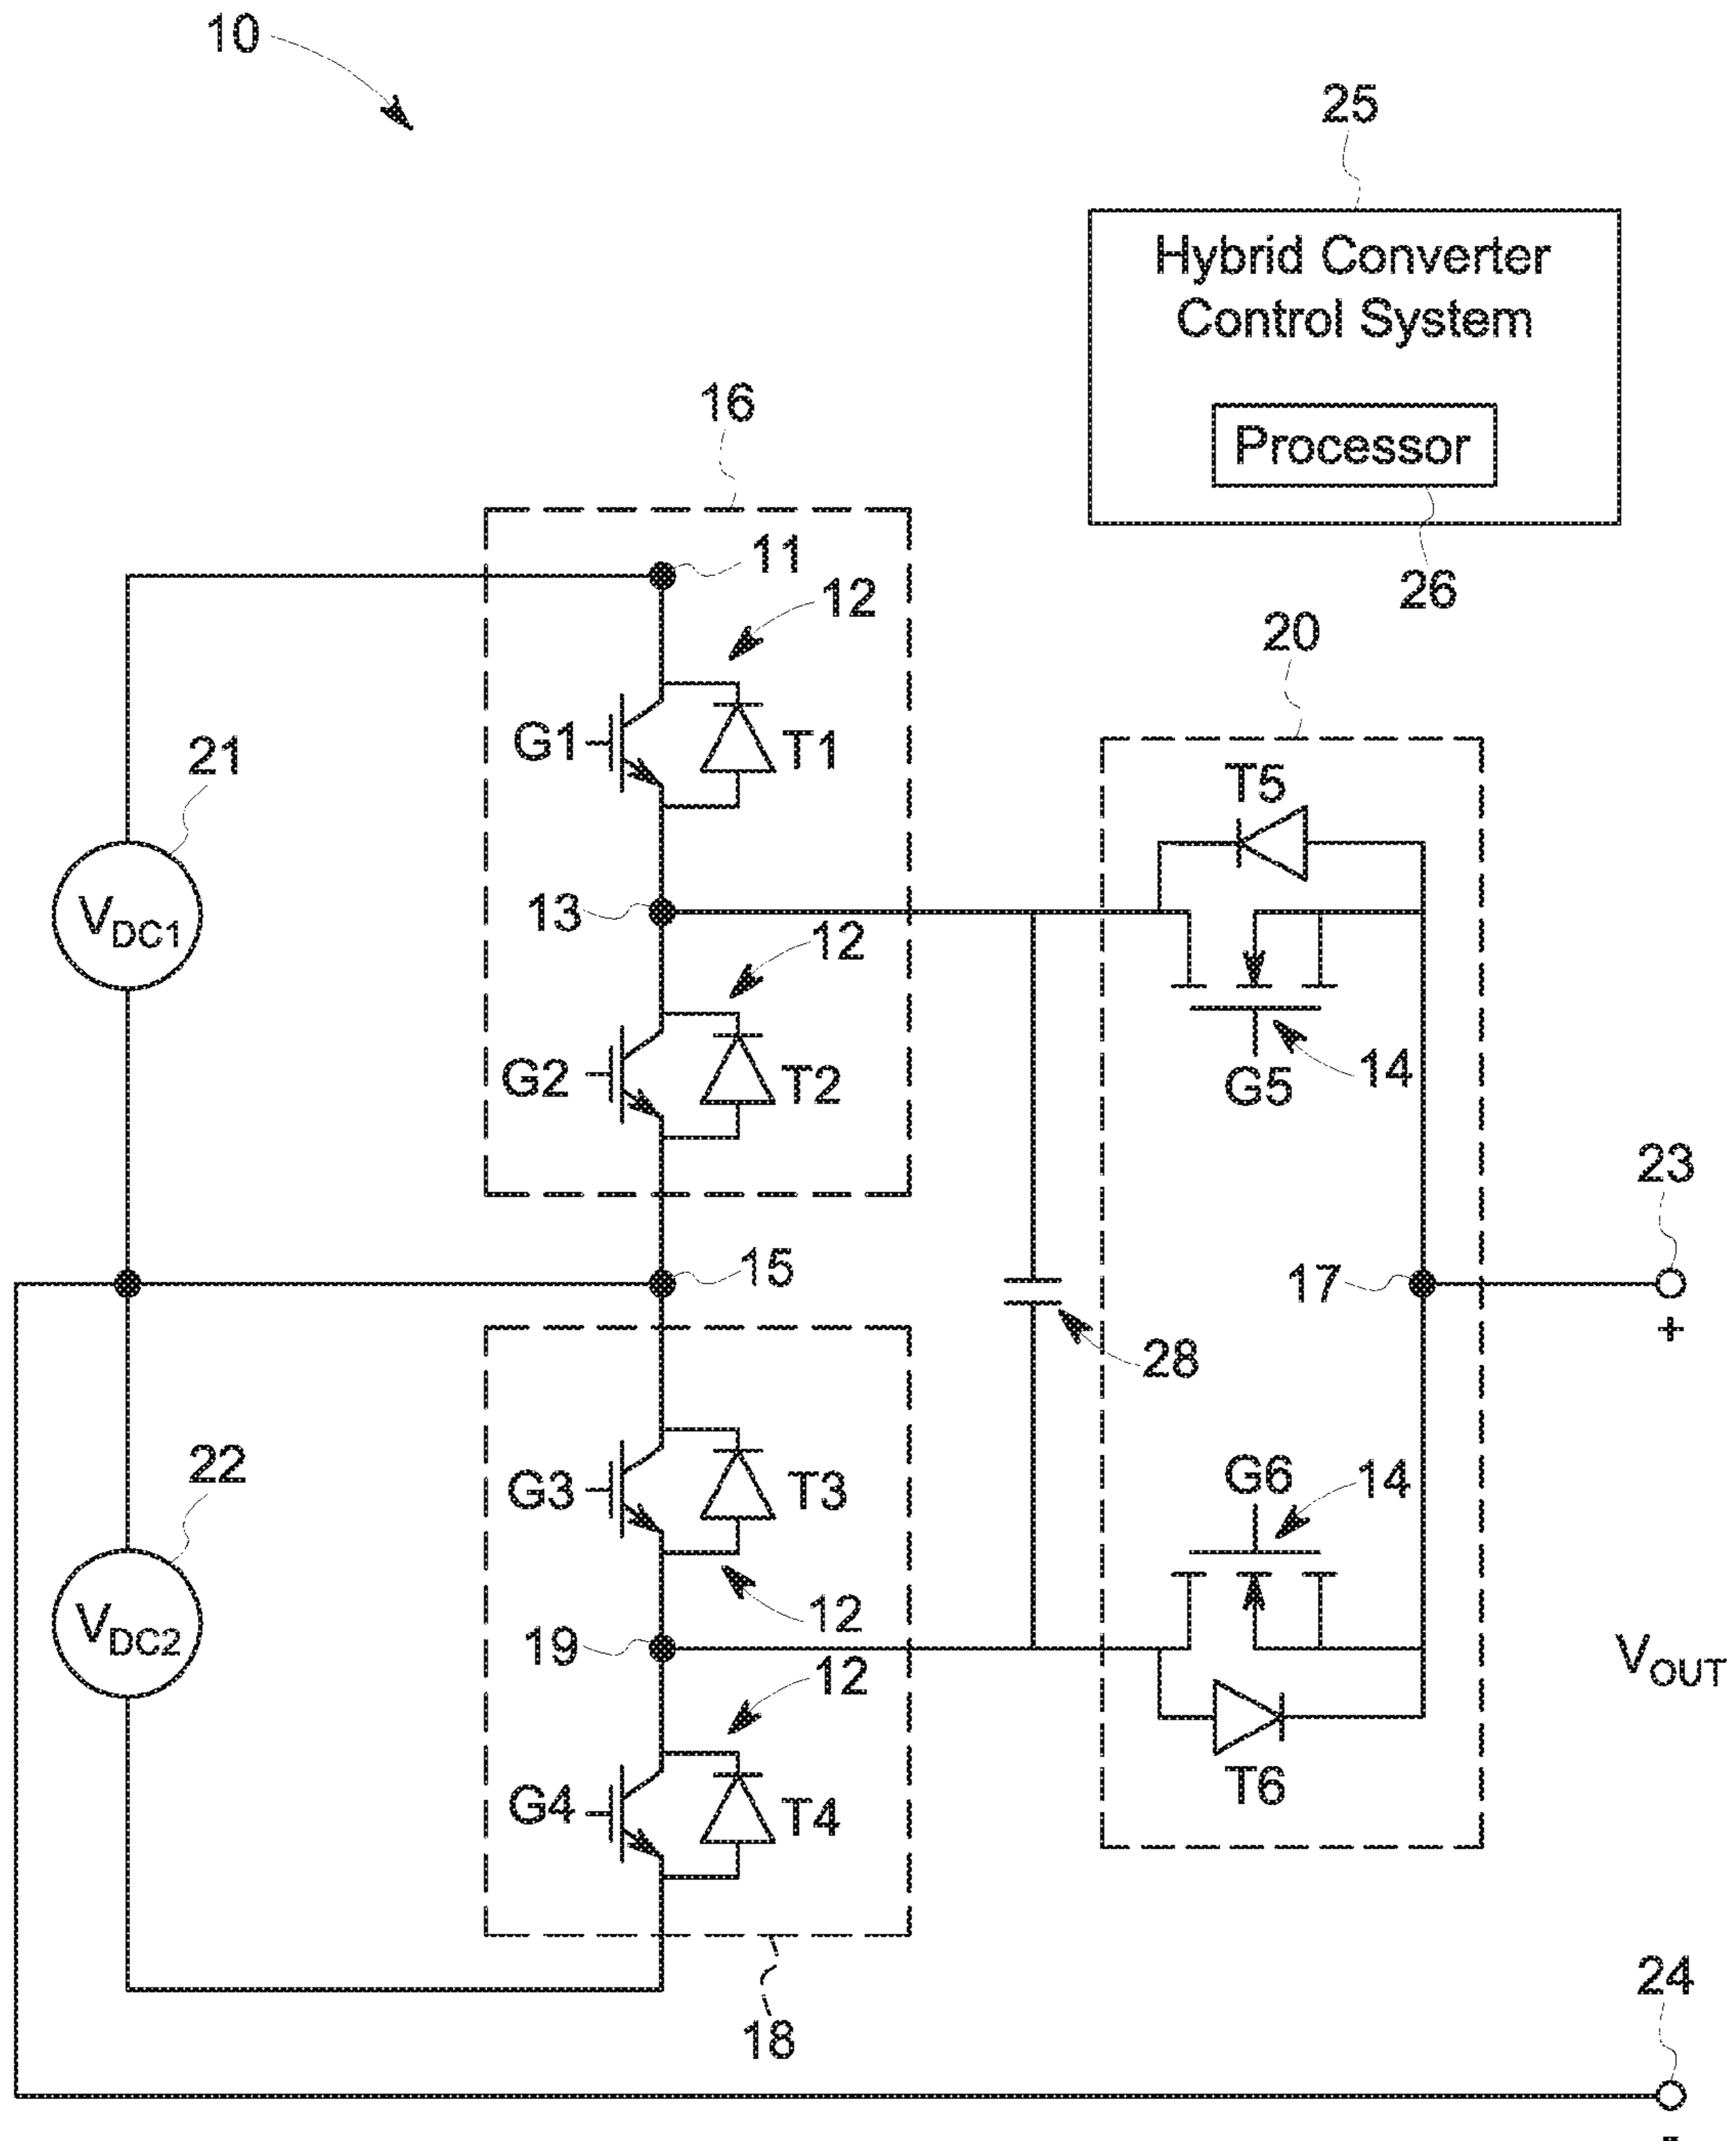 10
25
Hybrid Converter
Control System
Processor
26
16
11
12
G1
T1
20
21
VDC1
13
12
T5
G2
T2
14
G5
23
15
17
+
28
22
G3
T3
G6
14
12
VDC2
19
12
VOUT
G4
T4
T6
18
24
-